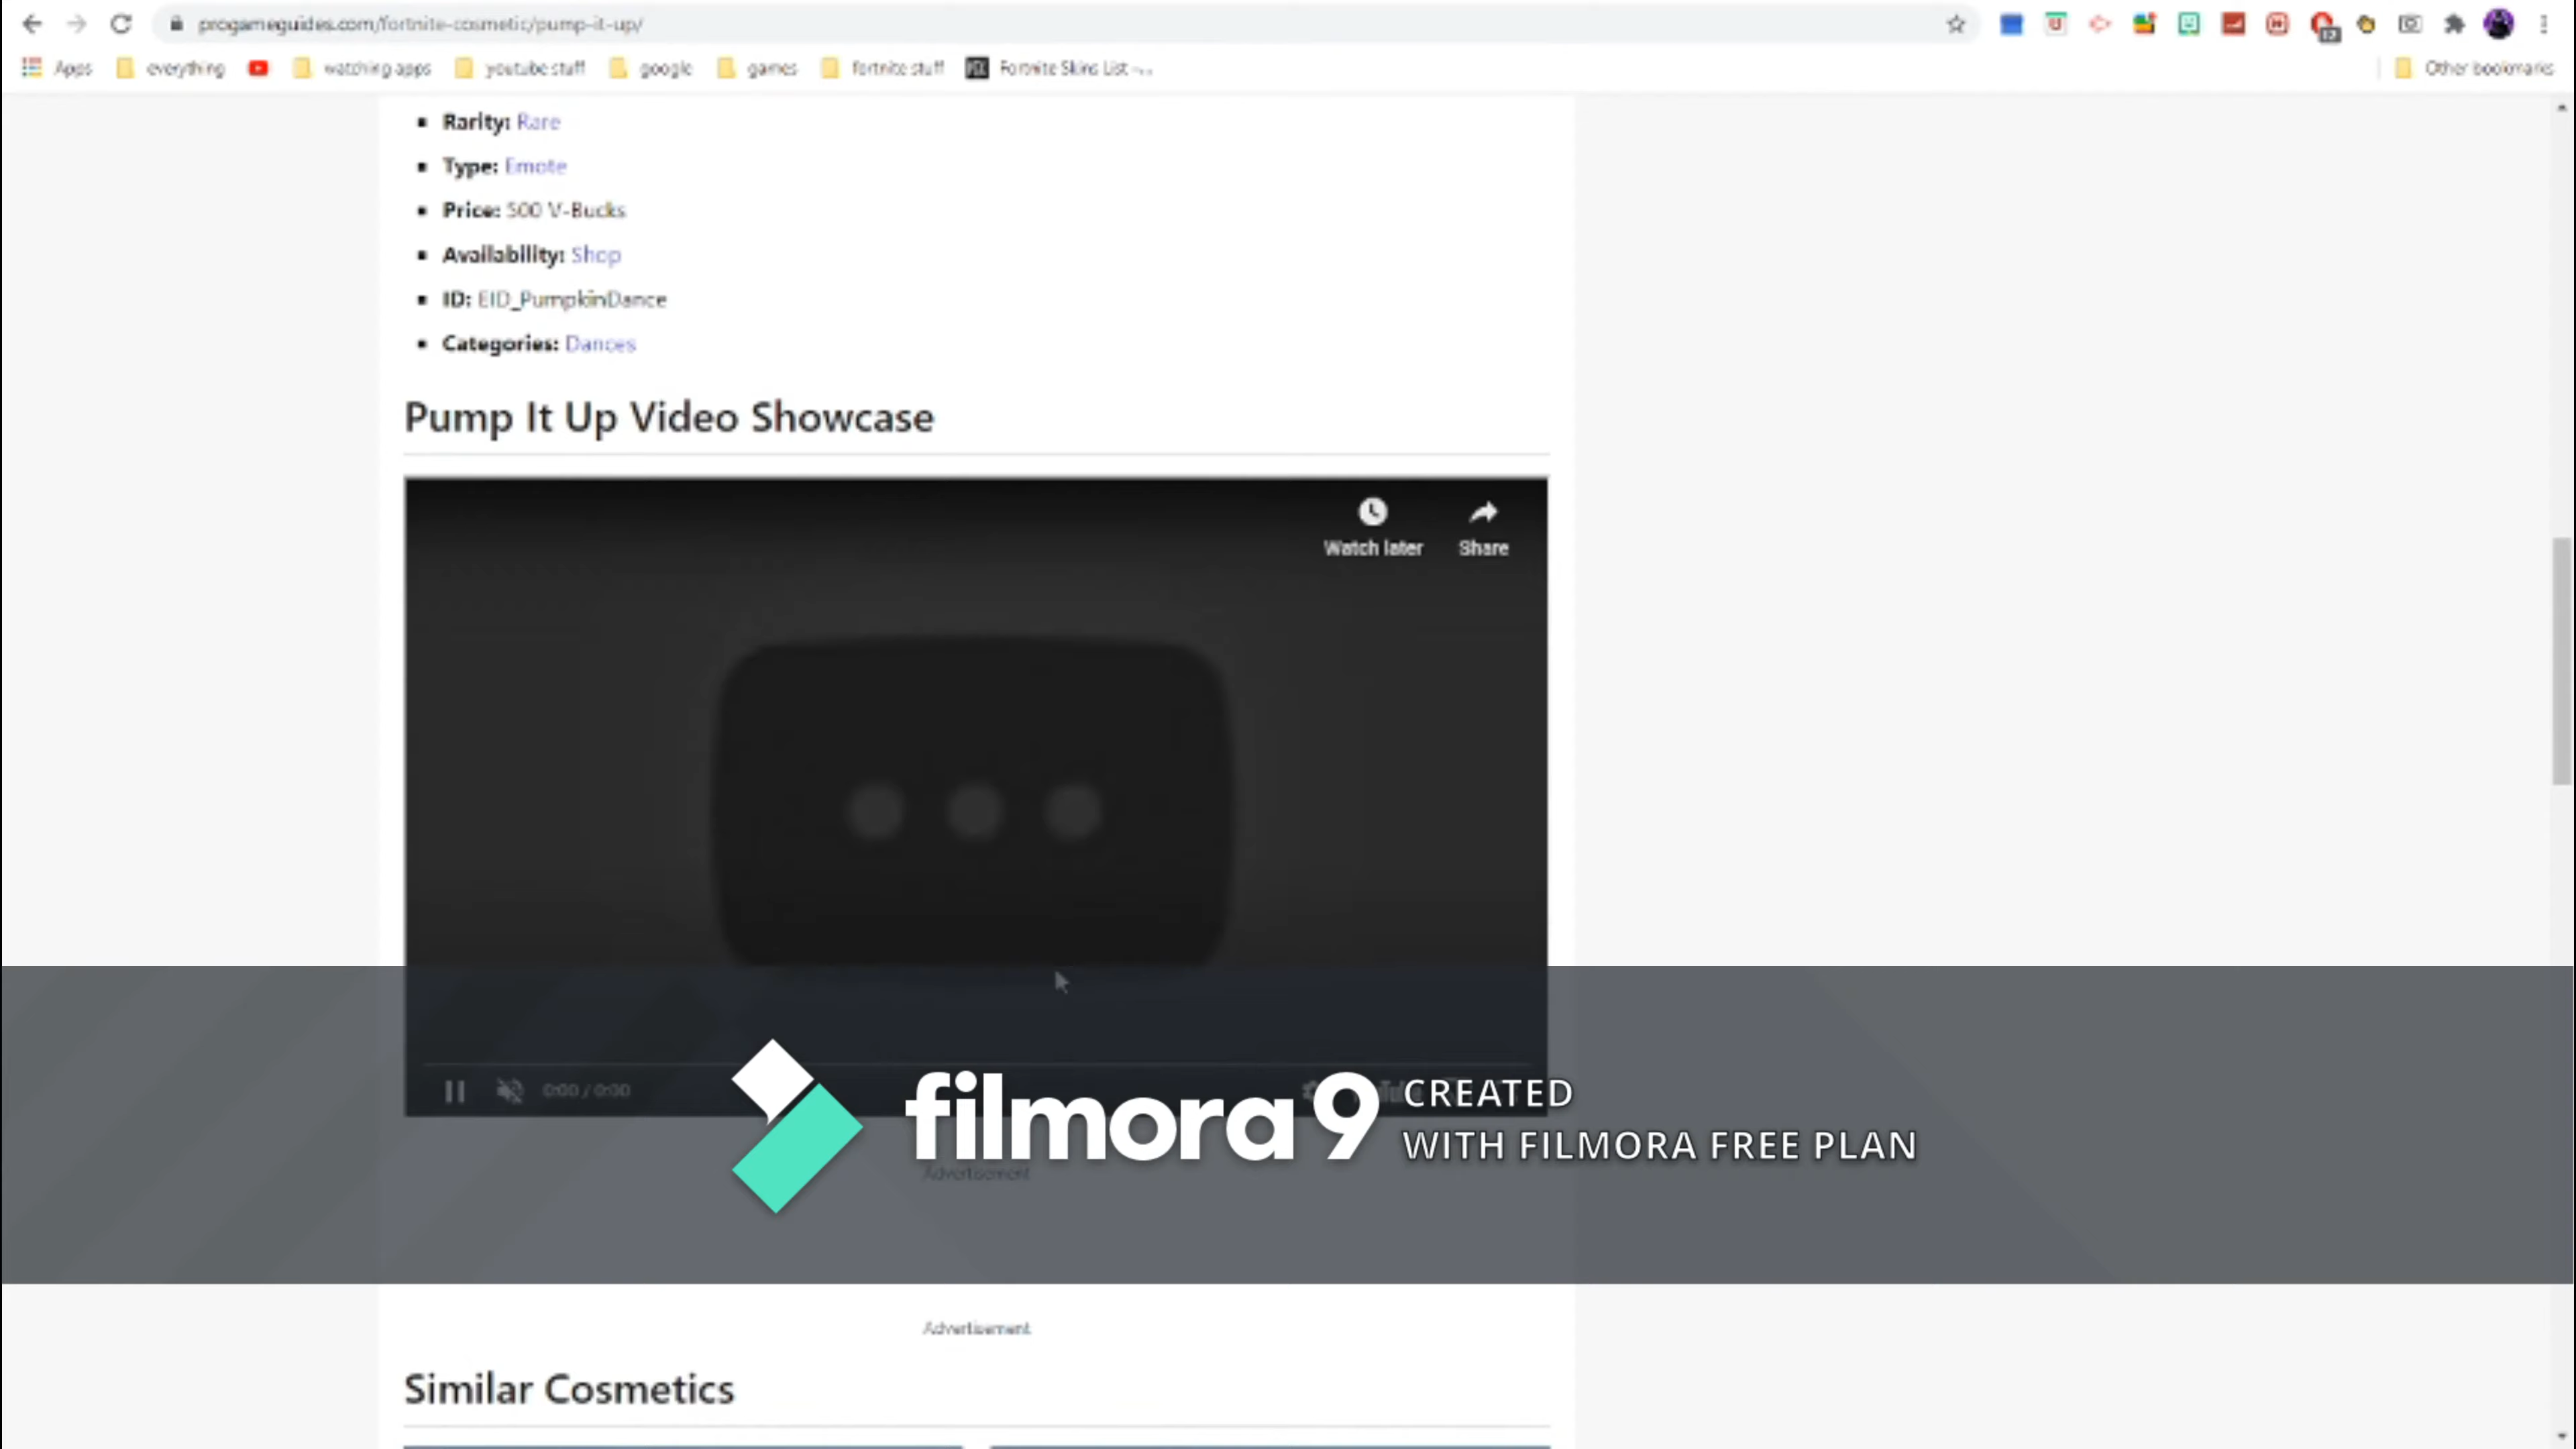 progameguides.com/fortnite-cosmetic/pump-it-up/
12
Apps everything watching apps youtube stuff google games fortnite stuff Fortnite Skins List -... Other bookmarks
Rarity: Rare
Type: Emote
Price: 500 V-Bucks
Availability: Shop
ID: EID_PumpkinDance
Categories: Dances
Pump It Up Video Showcase
Watch later Share
0:00 / 0:00
filmora9 CREATED
WITH FILMORA FREE PLAN
Advertisement
Advertisement
Similar Cosmetics